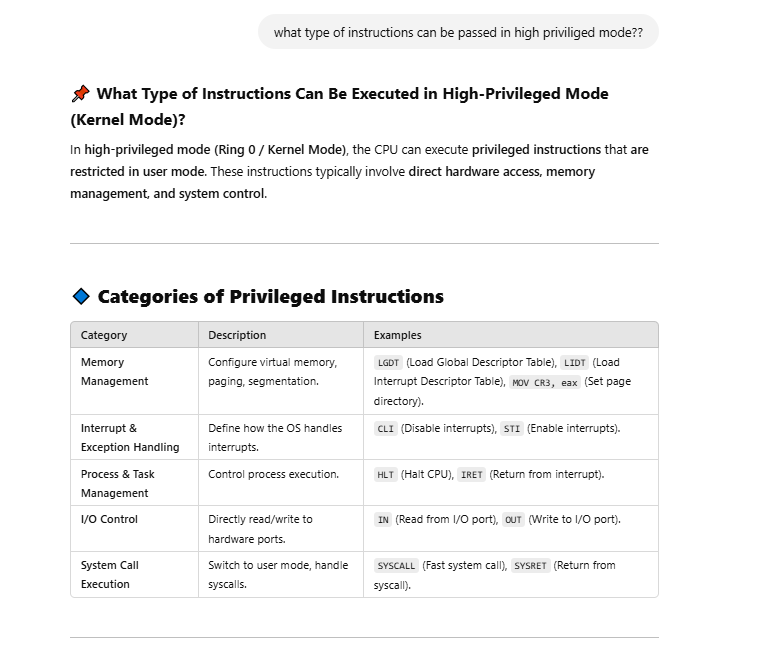 what type of instructions can be passed in high priviliged mode??
📌 What Type of Instructions Can Be Executed in High-Privileged Mode
(Kernel Mode)?
In high-privileged mode (Ring 0 / Kernel Mode), the CPU can execute privileged instructions that are
restricted in user mode. These instructions typically involve direct hardware access, memory
management, and system control.
🔷 Categories of Privileged Instructions
Category Description Examples
Memory Configure virtual memory, LGDT (Load Global Descriptor Table), LIDT (Load
Management paging, segmentation. Interrupt Descriptor Table), MOV CR3, eax (Set page
directory).
Interrupt & Define how the OS handles CLI (Disable interrupts), STI (Enable interrupts).
Exception Handling interrupts.
Process & Task Control process execution. HLT (Halt CPU), IRET (Return from interrupt).
Management
I/O Control Directly read/write to IN (Read from I/O port), OUT (Write to I/O port).
hardware ports.
System Call Switch to user mode, handle SYSCALL (Fast system call), SYSRET (Return from
Execution syscalls. syscall).